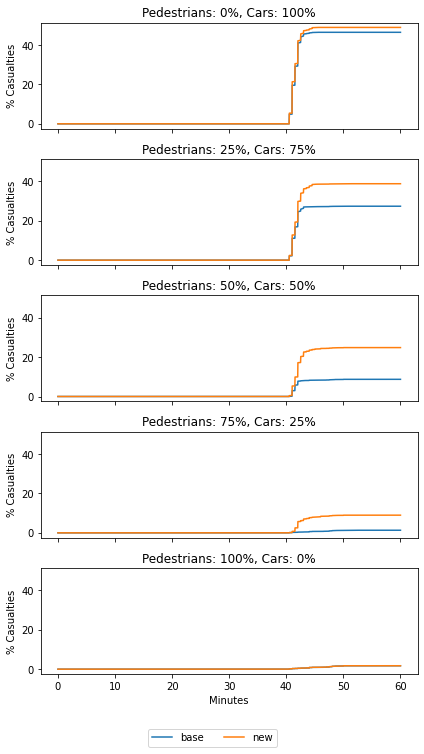 Pedestrians: 0%, Cars: 100%
% Casualties
40
20
0
Pedestrians: 25%, Cars: 75%
% Casualties
40
20
0
Pedestrians: 50%, Cars: 50%
% Casualties
40
20
0
Pedestrians: 75%, Cars: 25%
% Casualties
40
20
0
Pedestrians: 100%, Cars: 0%
% Casualties
40
20
0
0 10 20 30 40 50 60
Minutes
base new